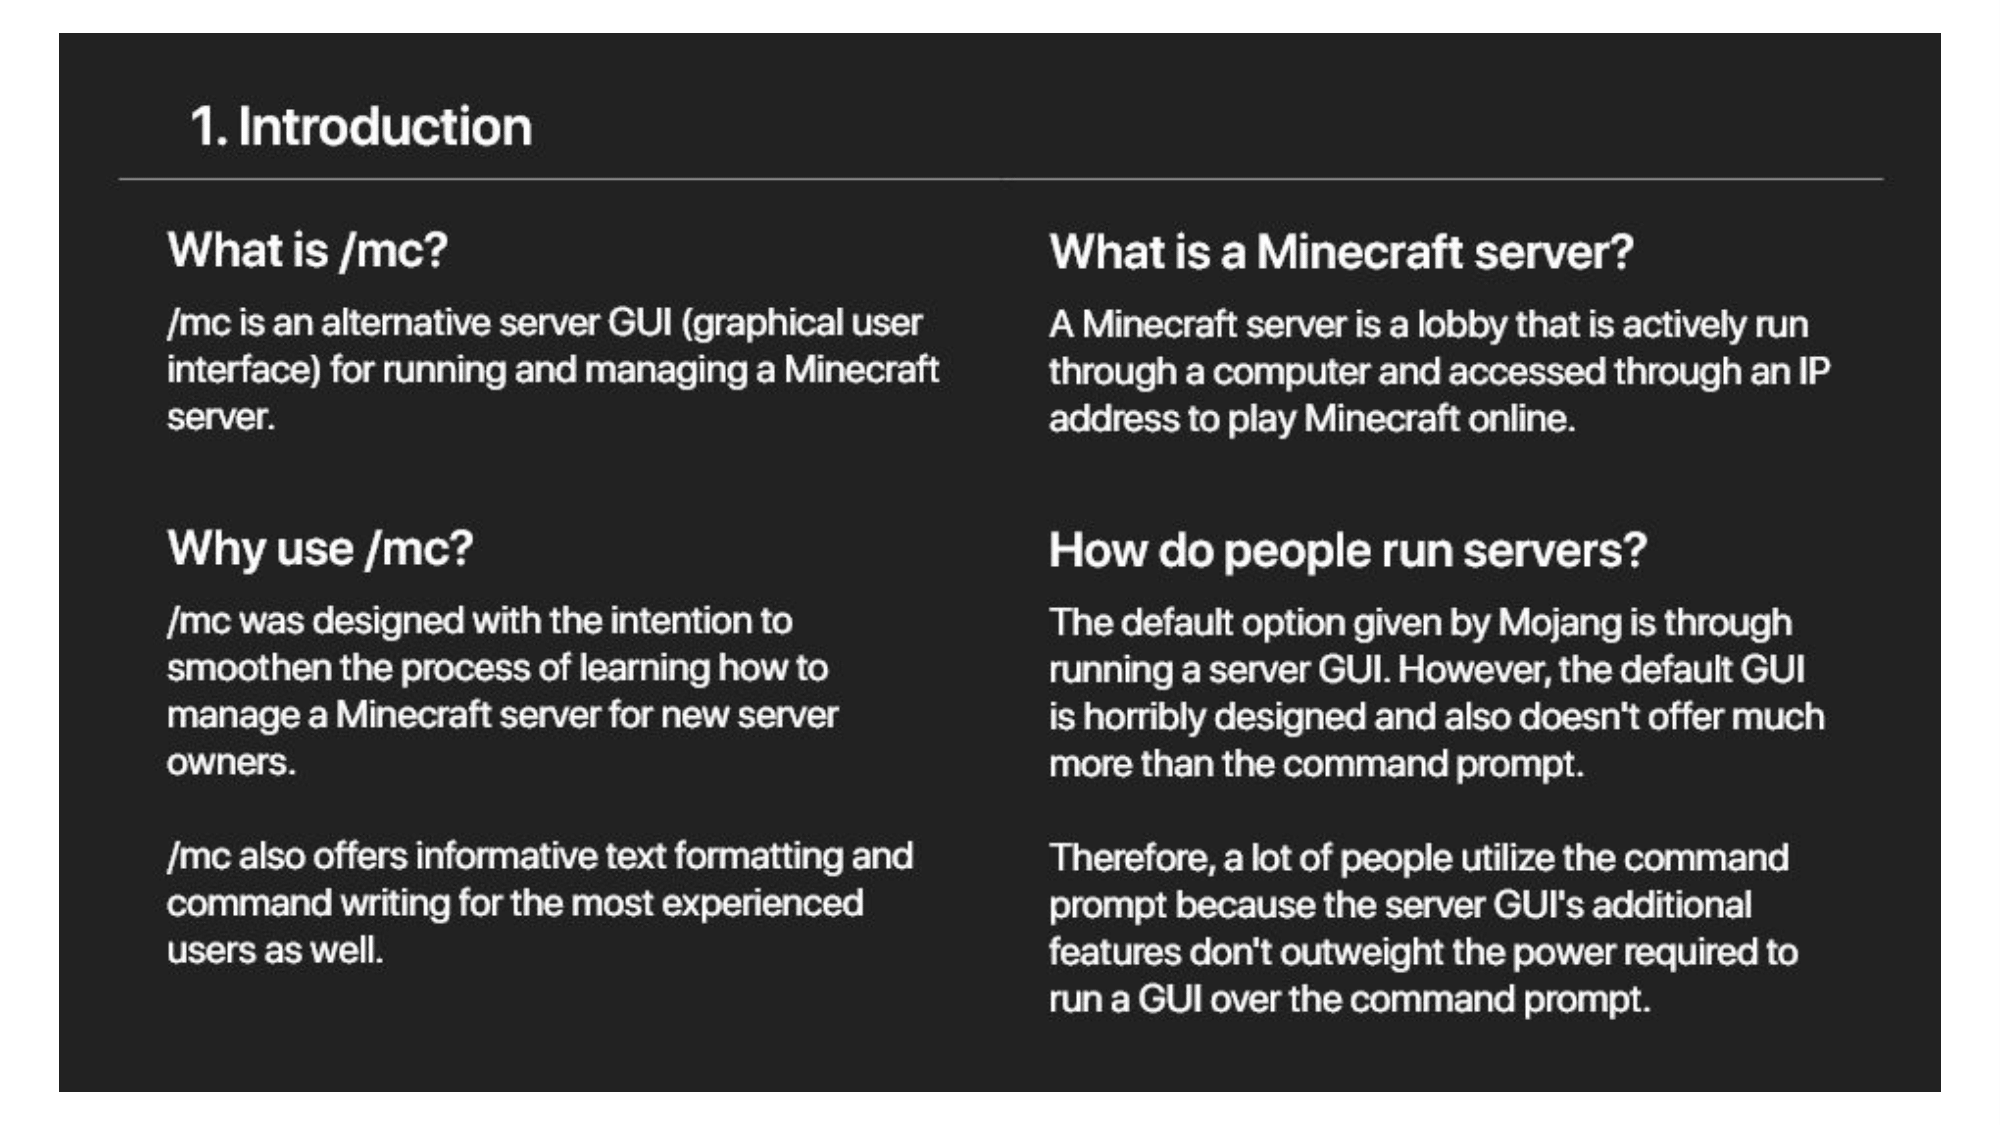 1. Introduction
What is /mc?
/mc is an alternative server GUI (graphical user
interface) for running and managing a Minecraft
server.
Why use /mc?
/mc was designed with the intention to
smoothen the process of learning how to
manage a Minecraft server for new server
owners.
/mc also offers informative text formatting and
command writing for the most experienced
users as well.
What is a Minecraft server?
A Minecraft server is a lobby that is actively run
through a computer and accessed through an IP
address to play Minecraft online.
How do people run servers?
The default option given by Mojang is through
running a server GUI. However, the default GUI
is horribly designed and also doesn't offer much
more than the command prompt.
Therefore, a lot of people utilize the command
prompt because the server GUI's additional
features don't outweight the power required to
run a GUI over the command prompt.